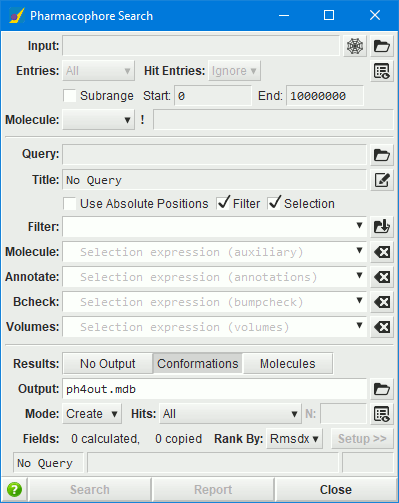 Pharmacophore Search
Input:
Entries: All Hit Entries: Ignore
Subrange Start: 0 End: 10000000
Molecule: !
Query:
Title: No Query
Use Absolute Positions Filter Selection
Filter:
Molecule: Selection expression (auxiliary)
Annotate: Selection expression (annotations)
Bcheck: Selection expression (bumpcheck)
Volumes: Selection expression (volumes)
Results: No Output Conformations Molecules
Output: ph4out.mdb
Mode: Create Hits: All N:
Fields: 0 calculated, 0 copied Rank By: Rmsdx Setup >>
No Query
? Search Report Close